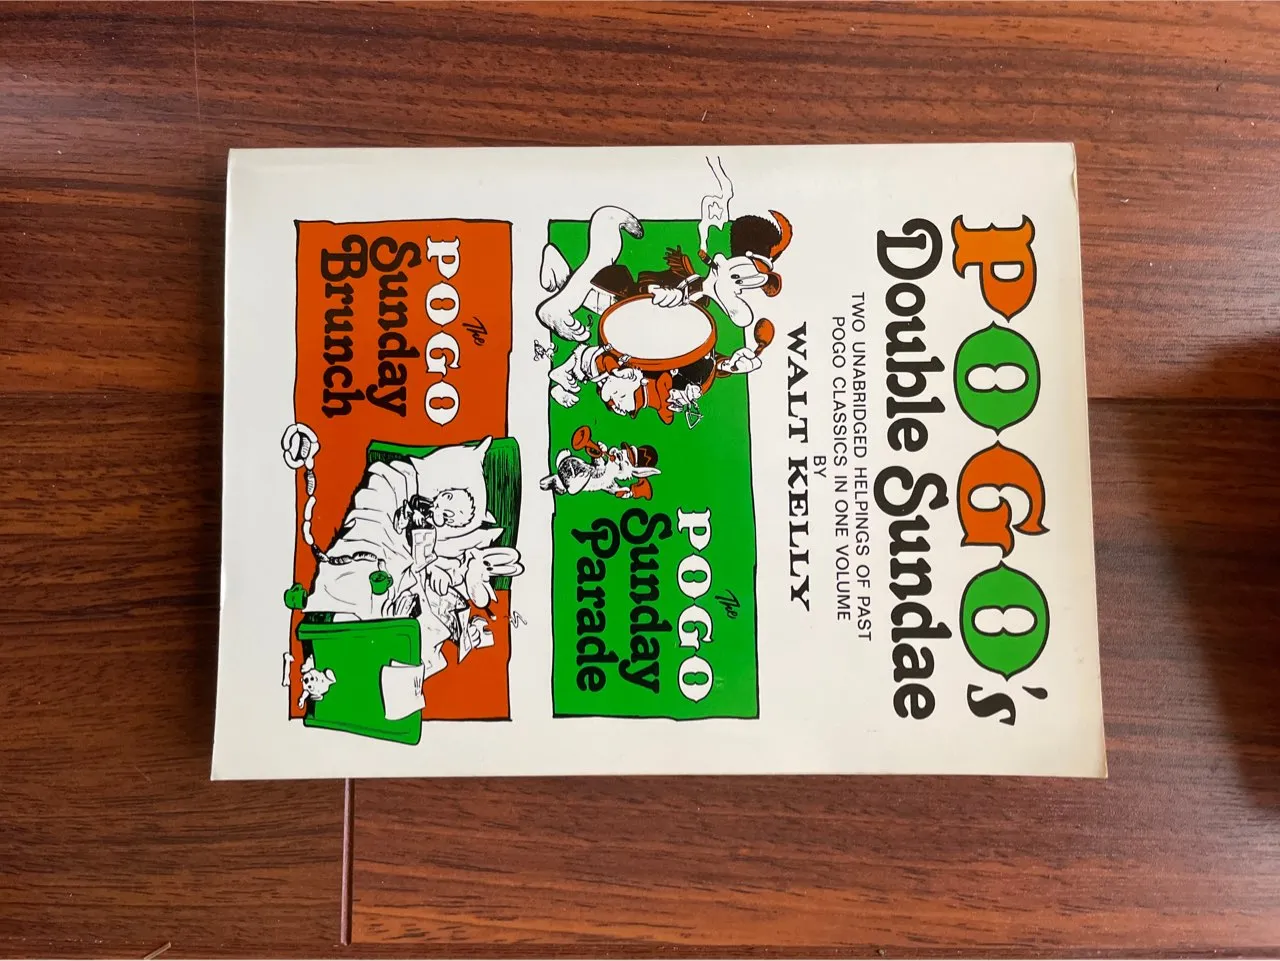 POGO's
Double Sundae
TWO UNABRIDGED HELPINGS OF PAST
POGO CLASSICS IN ONE VOLUME
BY
WALT KELLY
The
POGO
Sunday
Parade
The
POGO
Sunday
Brunch